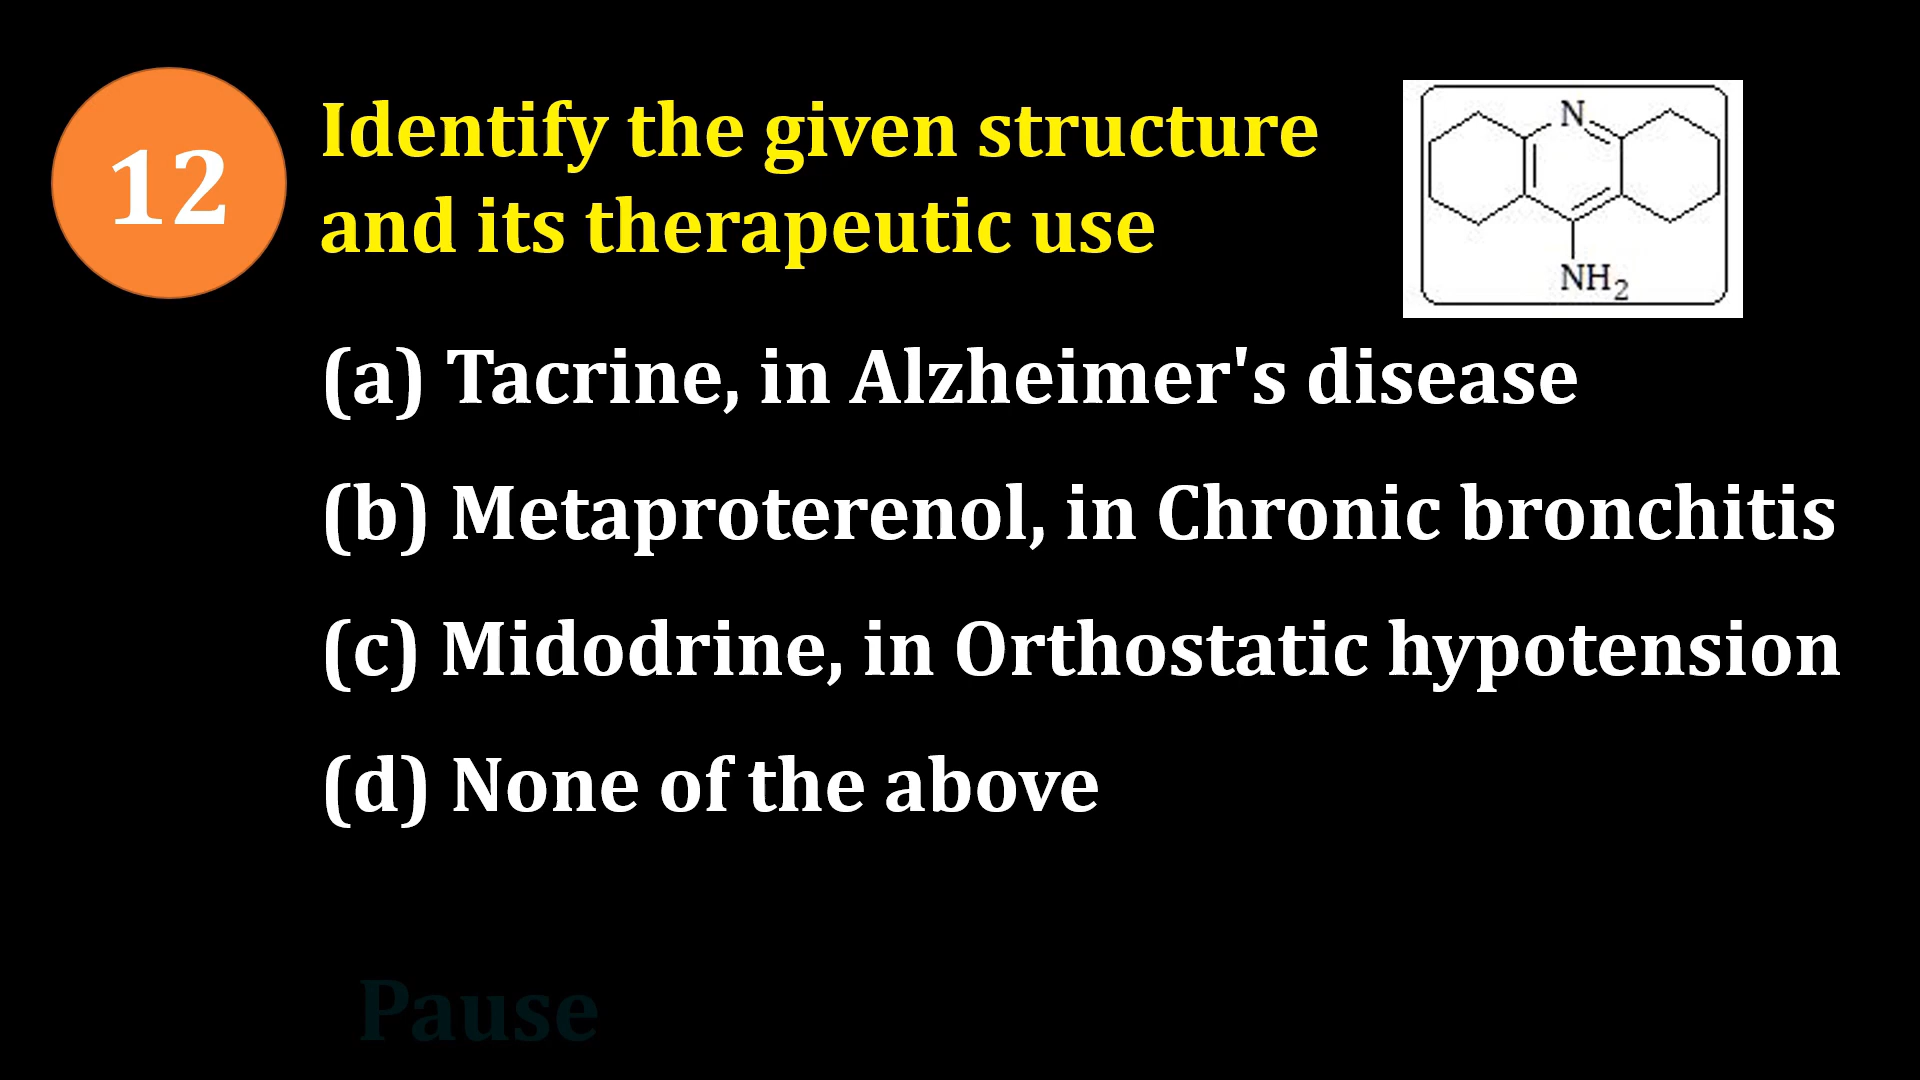 12
Identify the given structure
and its therapeutic use
N
NH2
(a) Tacrine, in Alzheimer's disease
(b) Metaproterenol, in Chronic bronchitis
(c) Midodrine, in Orthostatic hypotension
(d) None of the above
Pause